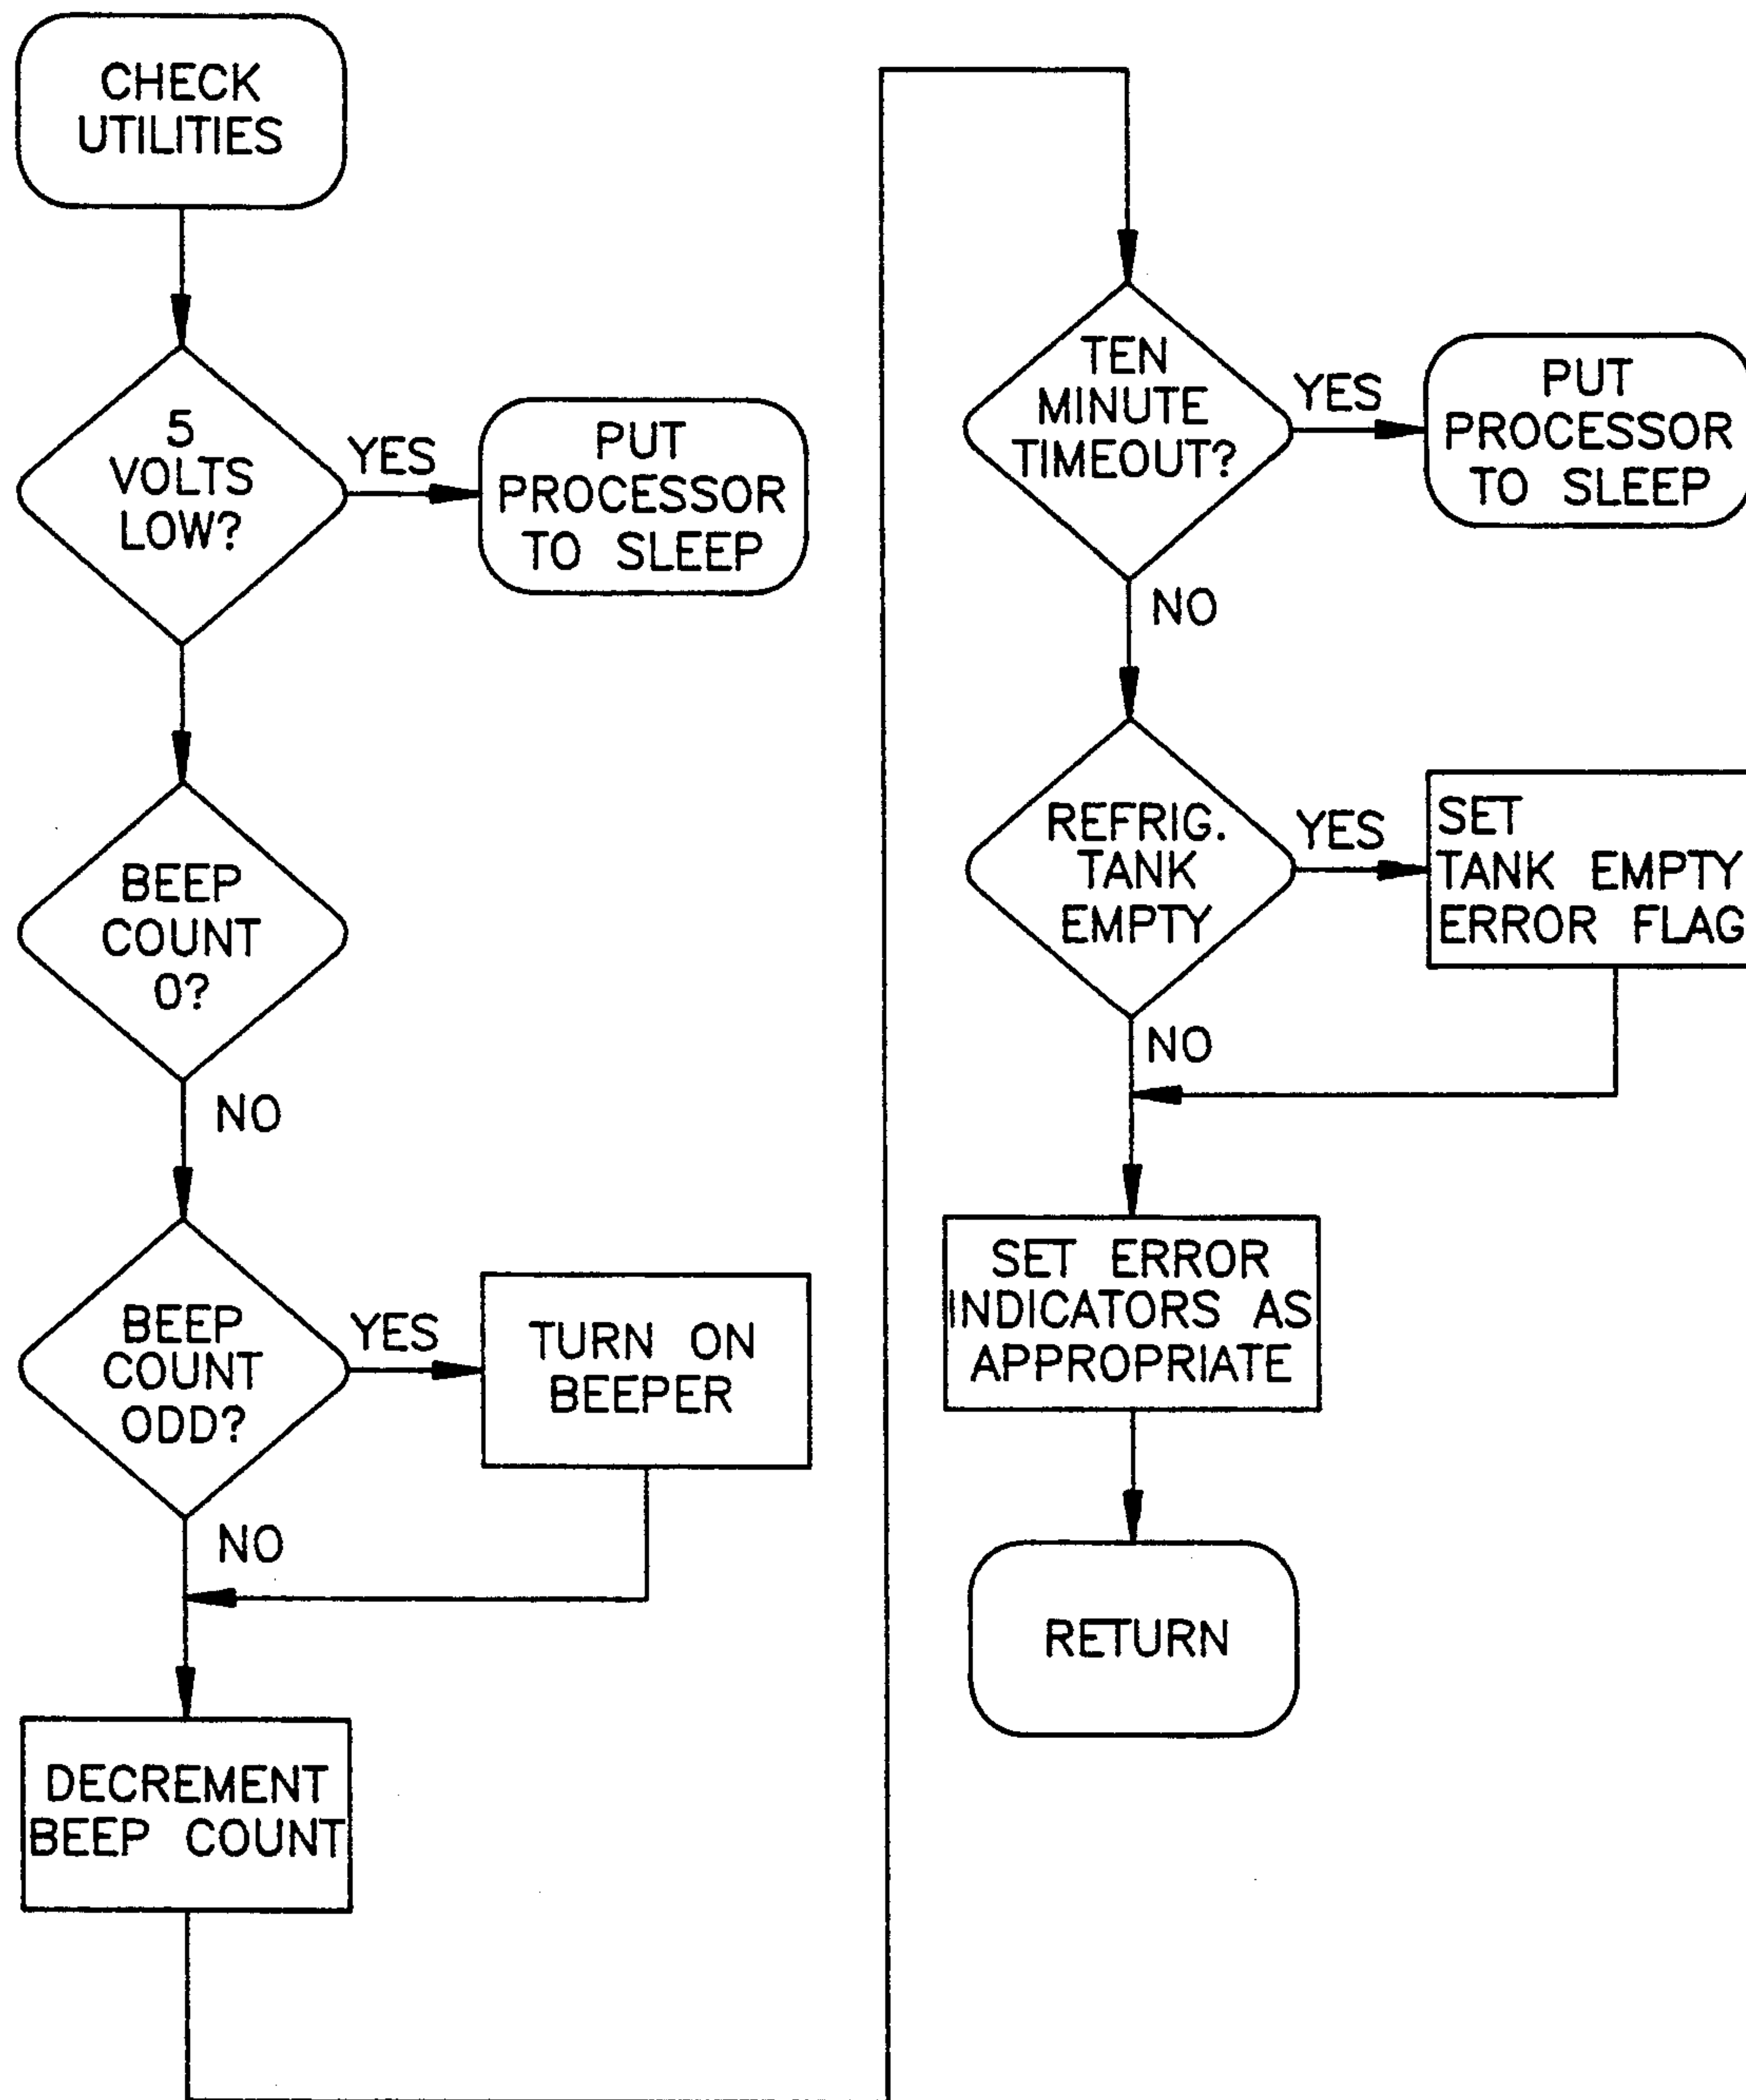 CHECK
UTILITIES
5
VOLTS
LOW?
YES
PUT
PROCESSOR
TO SLEEP
BEEP
COUNT
0?
NO
BEEP
COUNT
ODD?
YES
TURN ON
BEEPER
NO
DECREMENT
BEEP COUNT
TEN
MINUTE
TIMEOUT?
YES
PUT
PROCESSOR
TO SLEEP
NO
REFRIG.
TANK
EMPTY
YES
SET
TANK EMPTY
ERROR FLAG
NO
SET ERROR
INDICATORS AS
APPROPRIATE
RETURN